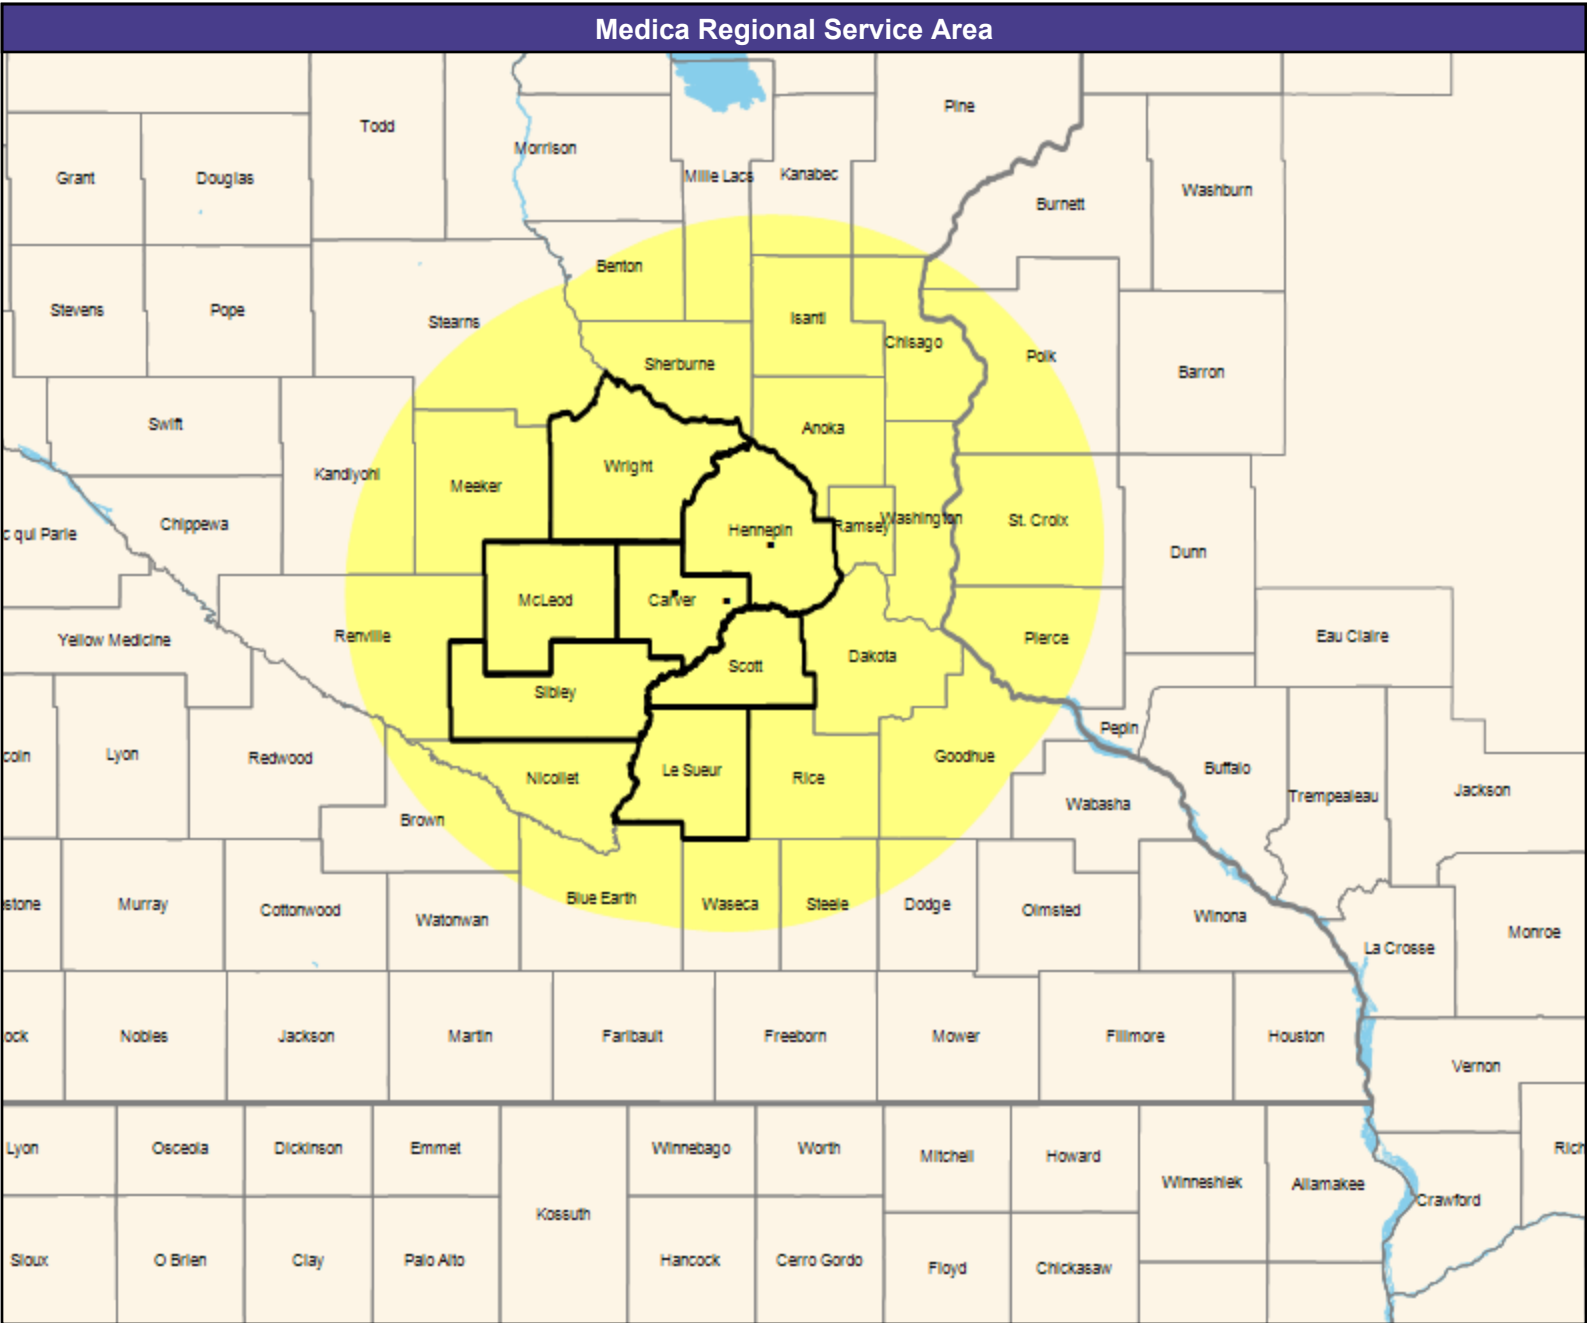 Medica Regional Service Area
Pine
Todd
Morrison
Mille Lacs
Kanabec
Grant
Douglas
Washburn
Burnett
Benton
Stevens
Pope
Stearns
Isanti
Chisago
Polk
Sherburne
Barron
Swift
Anoka
Wright
Kandiyohi
Meeker
Chippewa
c qui Parle
Hennepin
Ramsey
Washington
St. Croix
Dunn
McLeod
Carver
Yellow Medicine
Renville
Pierce
Eau Claire
Dakota
Scott
Sibley
Pepin
coln
Lyon
Redwood
Nicollet
Le Sueur
Rice
Goodhue
Buffalo
Trempealeau
Jackson
Wabasha
Brown
stone
Murray
Cottonwood
Watonwan
Blue Earth
Waseca
Steele
Dodge
Olmsted
Winona
La Crosse
Monroe
ock
Nobles
Jackson
Martin
Faribault
Freeborn
Mower
Fillmore
Houston
Vernon
Lyon
Osceola
Dickinson
Emmet
Winnebago
Worth
Mitchell
Howard
Rich
Winneshiek
Allamakee
Crawford
Kossuth
Sioux
O Brien
Clay
Palo Alto
Hancock
Cerro Gordo
Floyd
Chickasaw